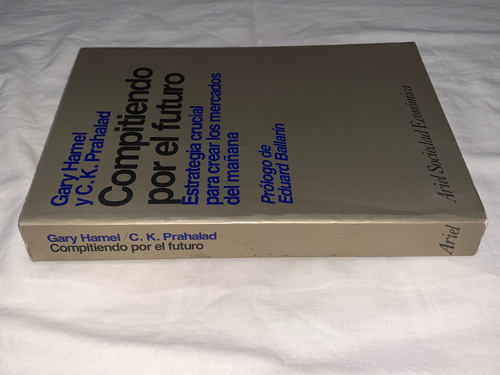 Gary Hamel
y C. K. Prahalad
Compitiendo
por el futuro
Estrategia crucial
para crear los mercados
del mañana
Prólogo de
Eduard Ballarín
Ariel Sociedad Económica
Gary Hamel / C. K. Prahalad
Compitiendo por el futuro
Ariel